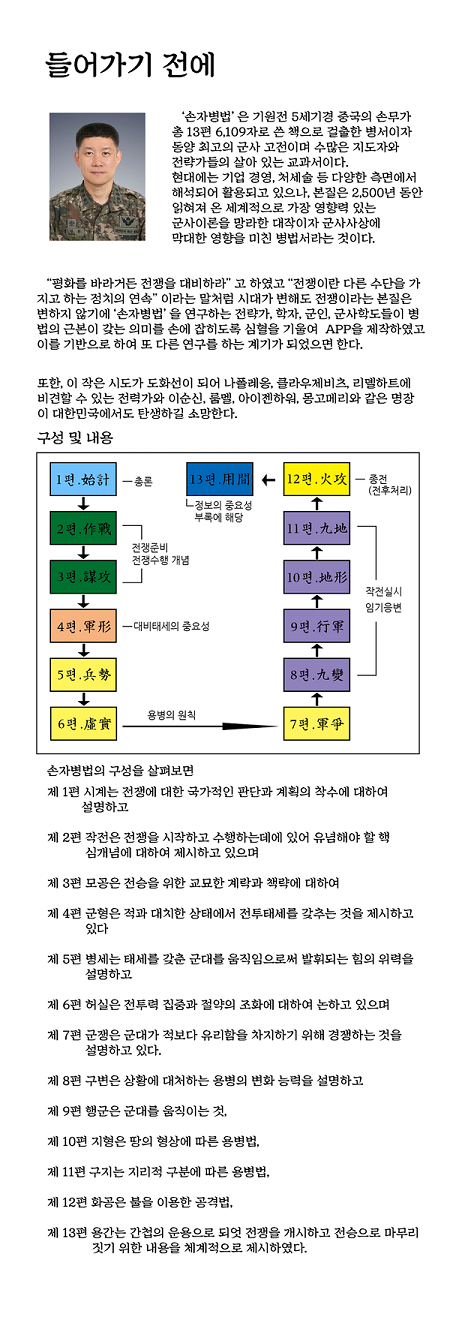 들어가기 전에
‘손자병법’ 은 기원전 5세기경 중국의 손무가
총 13편 6,109자로 쓴 책으로 걸출한 병서이자
동양 최고의 군사 고전이며 수많은 지도자와
전략가들의 살아 있는 교과서이다.
현대에는 기업 경영, 처세술 등 다양한 측면에서
해석되어 활용되고 있으나, 본질은 2,500년 동안
읽혀져 온 세계적으로 가장 영향력 있는
군사이론을 망라한 대작이자 군사사상에
막대한 영향을 미친 병법서라는 것이다.
“평화를 바라거든 전쟁을 대비하라” 고 하였고 “전쟁이란 다른 수단을 가
지고 하는 정치의 연속” 이라는 말처럼 시대가 변해도 전쟁이라는 본질은
변하지 않기에 ‘손자병법’ 을 연구하는 전략가, 학자, 군인, 군사학도들이 병
법의 근본이 갖는 의미를 손에 잡히도록 심혈을 기울여 APP을 제작하였고
이를 기반으로 하여 또 다른 연구를 하는 계기가 되었으면 한다.
또한, 이 작은 시도가 도화선이 되어 나폴레옹, 클라우제비츠, 리델하트에
비견할 수 있는 전력가와 이순신, 롬멜, 아이젠하워, 몽고메리와 같은 명장
이 대한민국에서도 탄생하길 소망한다.
구성 및 내용
1편.始計
총론
13편.用間
12편.火攻
종전
(전후처리)
정보의 중요성
부록에 해당
2편.作戰
11편.九地
전쟁준비
전쟁수행 개념
3편.謀攻
10편.地形
작전실시
임기응변
4편.軍形
대비태세의 중요성
9편.行軍
5편.兵勢
8편.九變
6편.虛實
용병의 원칙
7편.軍爭
손자병법의 구성을 살펴보면
제 1편 시계는 전쟁에 대한 국가적인 판단과 계획의 착수에 대하여
설명하고
제 2편 작전은 전쟁을 시작하고 수행하는데에 있어 유념해야 할 핵
심개념에 대하여 제시하고 있으며
제 3편 모공은 전승을 위한 교묘한 계략과 책략에 대하여
제 4편 군형은 적과 대치한 상태에서 전투태세를 갖추는 것을 제시하고
있다
제 5편 병세는 태세를 갖춘 군대를 움직임으로써 발휘되는 힘의 위력을
설명하고
제 6편 허실은 전투력 집중과 절약의 조화에 대하여 논하고 있으며
제 7편 군쟁은 군대가 적보다 유리함을 차지하기 위해 경쟁하는 것을
설명하고 있다.
제 8편 구변은 상황에 대처하는 용병의 변화 능력을 설명하고
제 9편 행군은 군대를 움직이는 것,
제 10편 지형은 땅의 형상에 따른 용병법,
제 11편 구지는 지리적 구분에 따른 용병법,
제 12편 화공은 불을 이용한 공격법,
제 13편 용간는 간첩의 운용으로 되엇 전쟁을 개시하고 전승으로 마무리
짓기 위한 내용을 체계적으로 제시하였다.